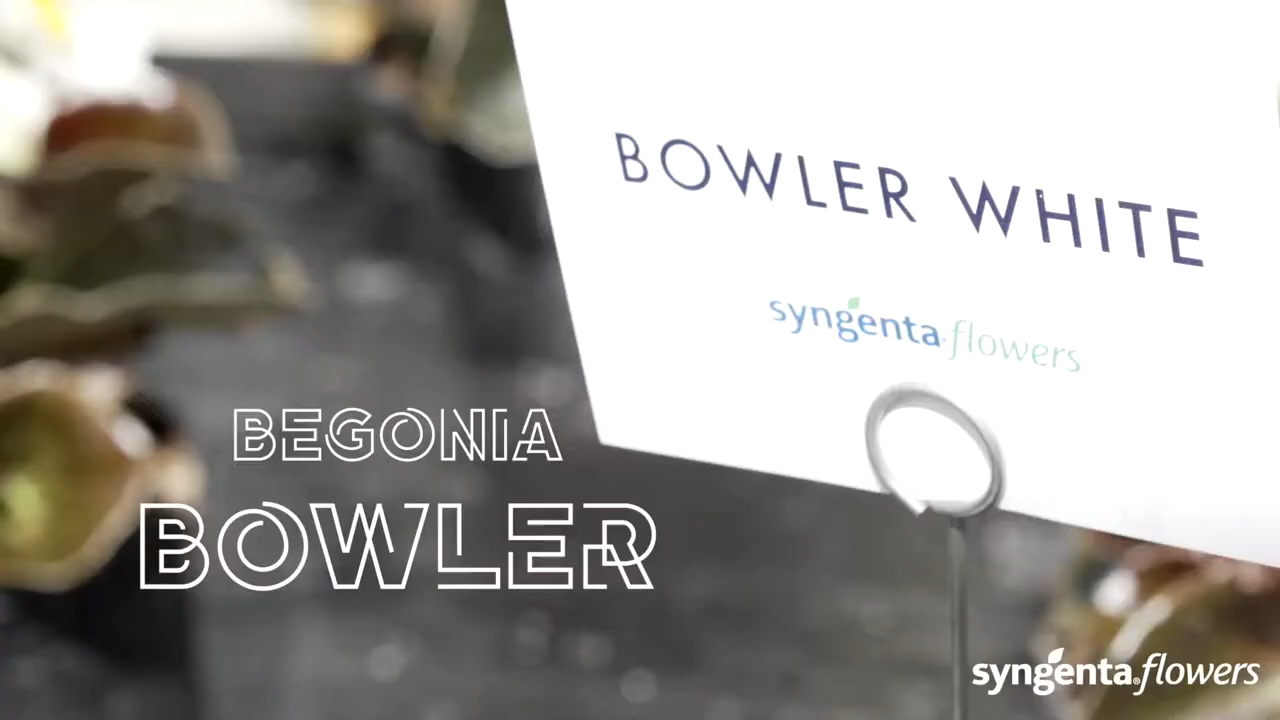 BOWLER WHITE
syngenta flowers
BEGONIA
BOWLER
syngenta® flowers